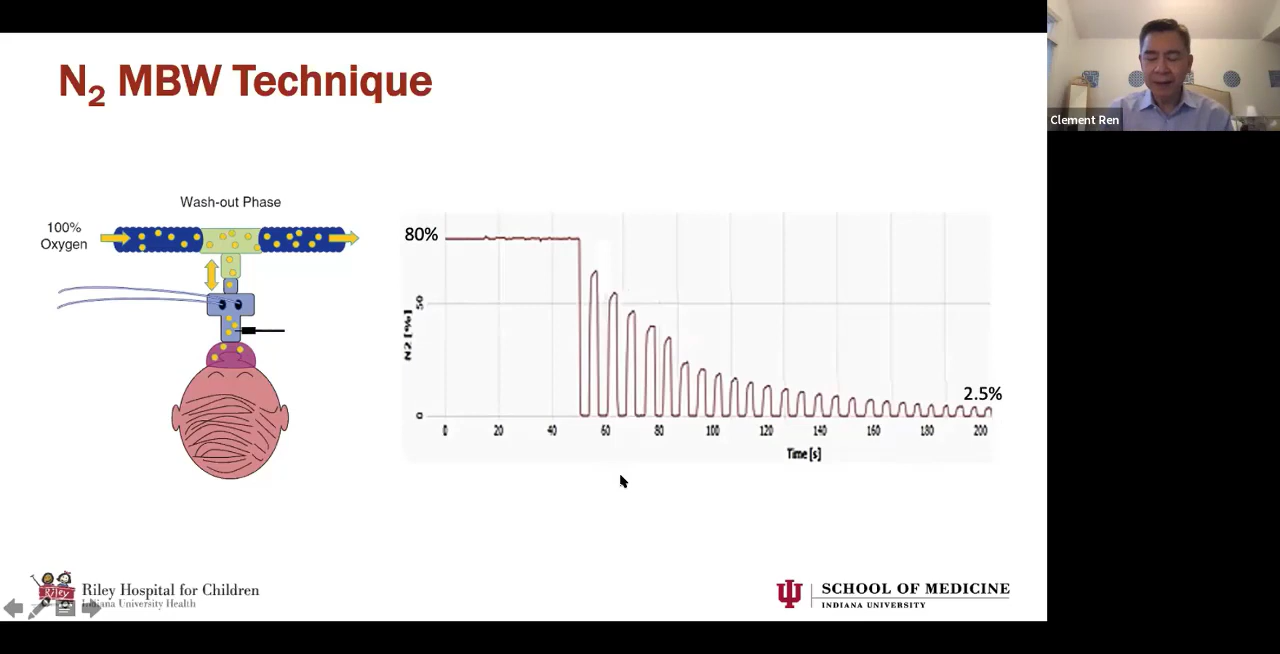 N2 MBW Technique
Clement Ren
Wash-out Phase
100%
Oxygen
80%
50
N2 [%]
0
2.5%
0 20 40 60 80 100 120 140 160 180 200
Time [s]
Riley
Riley Hospital for Children
Indiana University Health
SCHOOL OF MEDICINE
INDIANA UNIVERSITY